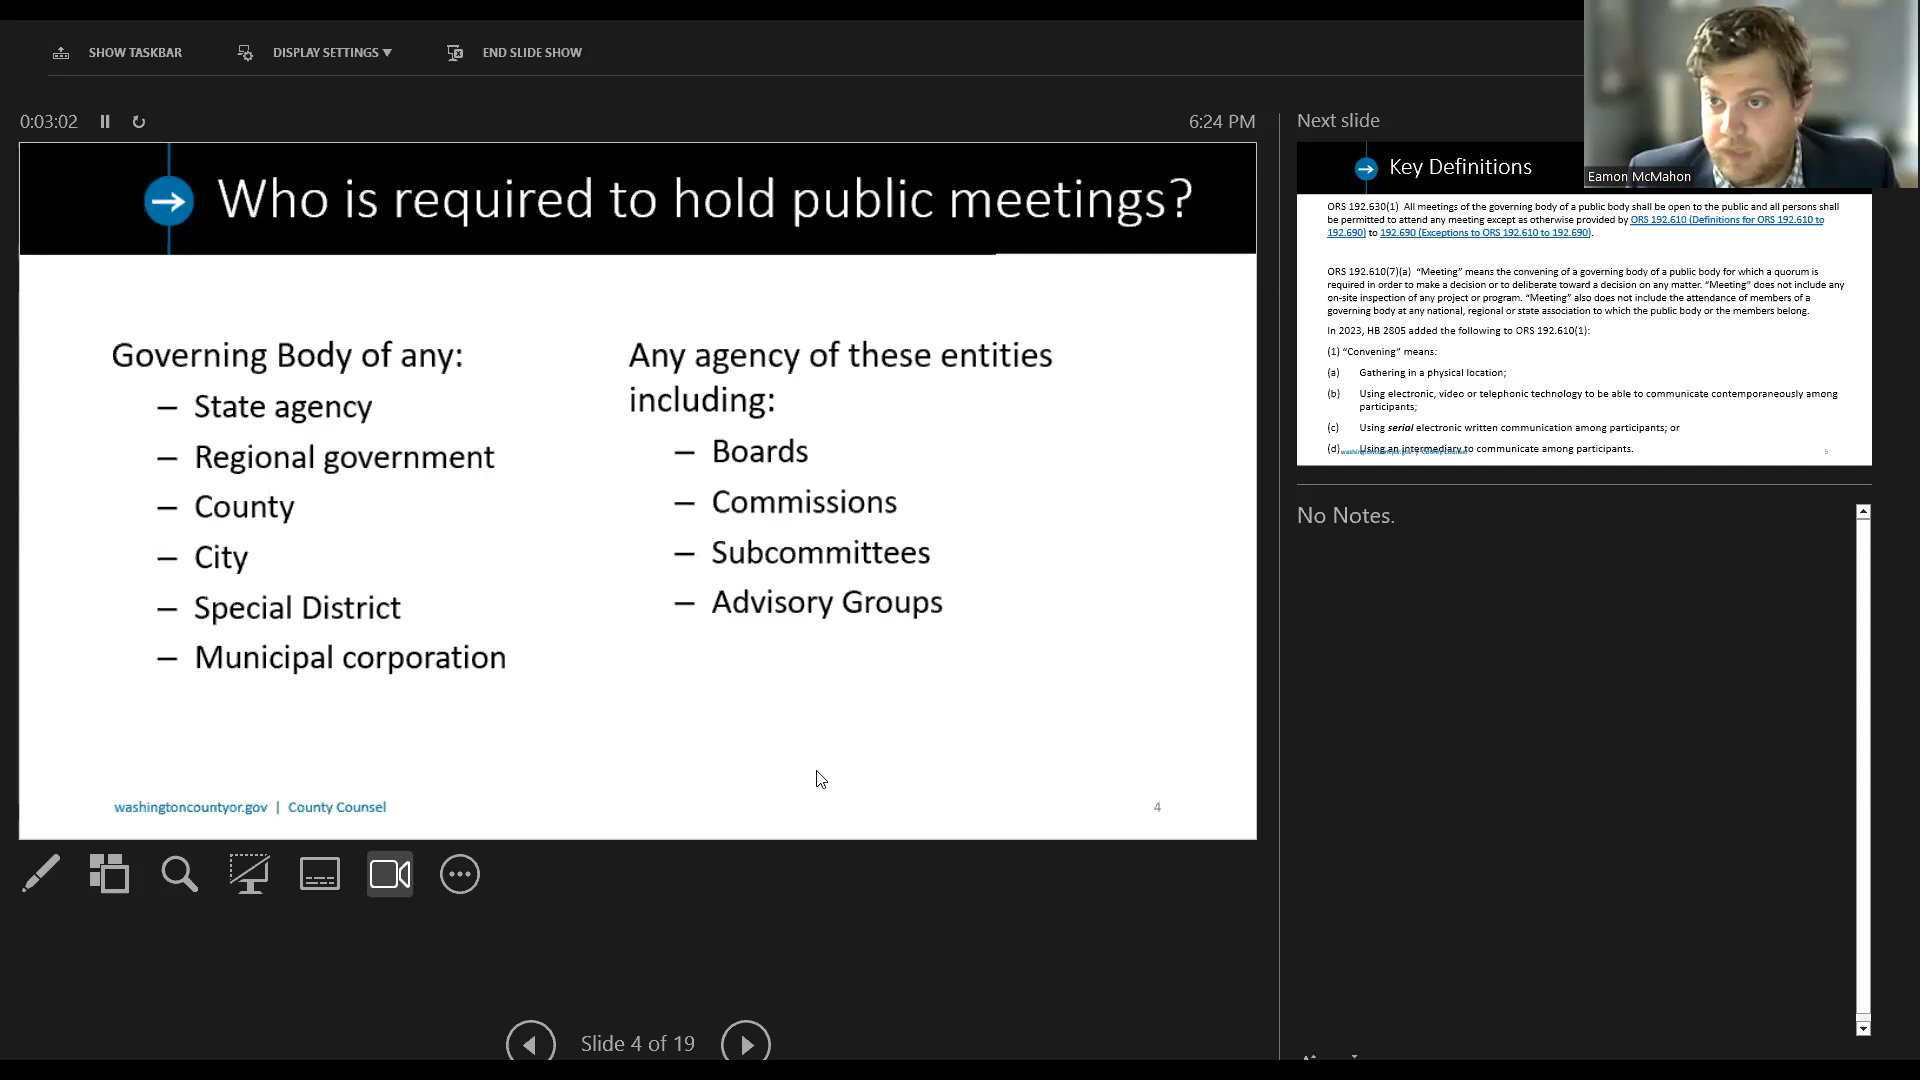 SHOW TASKBAR
DISPLAY SETTINGS ▼
END SLIDE SHOW
0:03:02
6:24 PM
Who is required to hold public meetings?
Governing Body of any:
– State agency
– Regional government
– County
– City
– Special District
– Municipal corporation
Any agency of these entities
including:
– Boards
– Commissions
– Subcommittees
– Advisory Groups
washingtoncountyor.gov | County Counsel
4
Slide 4 of 19
Next slide
Eamon McMahon
Key Definitions
ORS 192.630(1) All meetings of the governing body of a public body shall be open to the public and all persons shall
be permitted to attend any meeting except as otherwise provided by ORS 192.610 (Definitions for ORS 192.610 to
192.690) to 192.690 (Exceptions to ORS 192.610 to 192.690).
ORS 192.610(7)(a) “Meeting” means the convening of a governing body of a public body for which a quorum is
required in order to make a decision or to deliberate toward a decision on any matter. “Meeting” does not include any
on-site inspection of any project or program. “Meeting” also does not include the attendance of members of a
governing body at any national, regional or state association to which the public body or the members belong.
In 2023, HB 2805 added the following to ORS 192.610(1):
(1) “Convening” means:
(a) Gathering in a physical location;
(b) Using electronic, video or telephonic technology to be able to communicate contemporaneously among
participants;
(c) Using serial electronic written communication among participants; or
(d) Using an intermediary to communicate among participants.
washingtoncountyor.gov | County Counsel
5
No Notes.